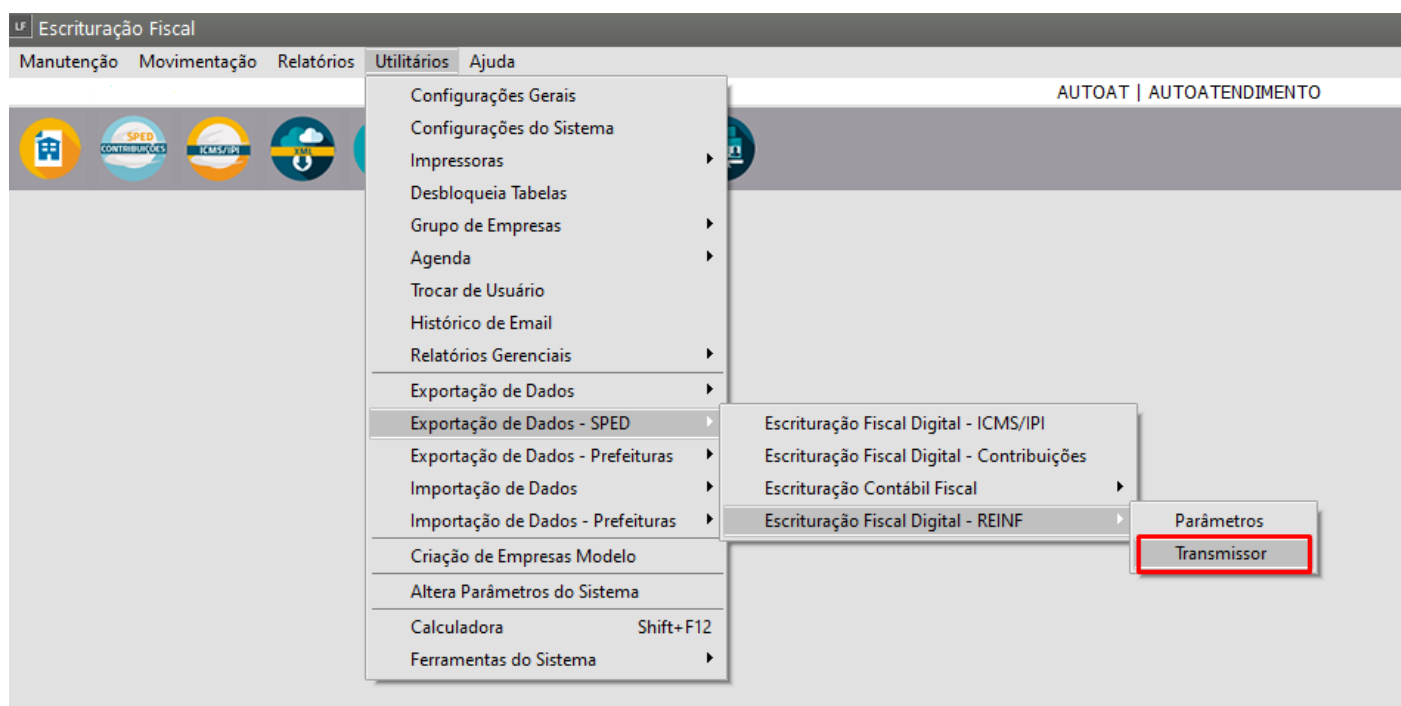 LF Escrituração Fiscal
Manutenção Movimentação Relatórios Utilitários Ajuda
AUTOAT | AUTOATENDIMENTO
SPED
CONTRIBUIÇÕES
ICMS/IPI
XML
Configurações Gerais
Configurações do Sistema
Impressoras
Desbloqueia Tabelas
Grupo de Empresas
Agenda
Trocar de Usuário
Histórico de Email
Relatórios Gerenciais
Exportação de Dados
Exportação de Dados - SPED
Exportação de Dados - Prefeituras
Importação de Dados
Importação de Dados - Prefeituras
Criação de Empresas Modelo
Altera Parâmetros do Sistema
Calculadora Shift+F12
Ferramentas do Sistema
Escrituração Fiscal Digital - ICMS/IPI
Escrituração Fiscal Digital - Contribuições
Escrituração Contábil Fiscal
Escrituração Fiscal Digital - REINF
Parâmetros
Transmissor